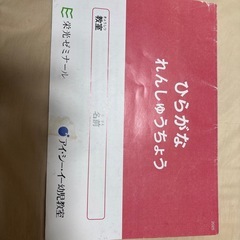 ひらがな
れんしゅうちょう
教室
名前
栄光ゼミナール
アイ・シー・イー幼児教室